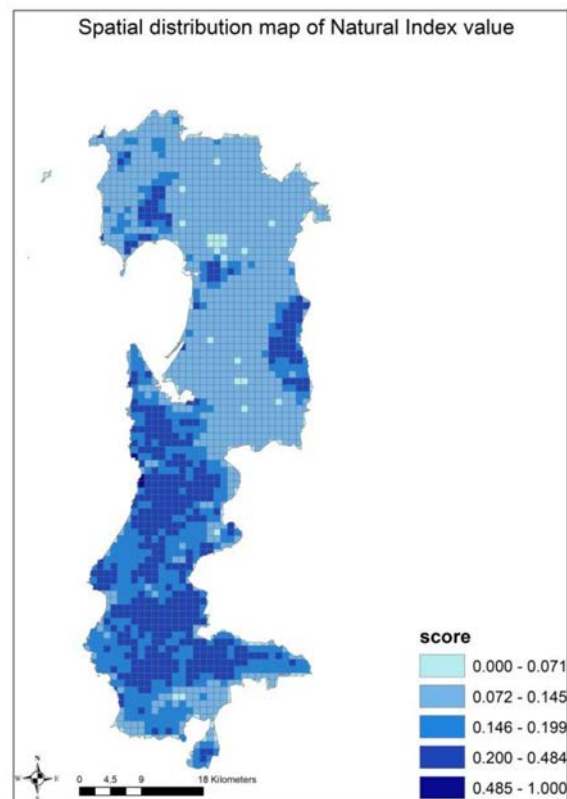 Spatial distribution map of Natural Index value
score
0.000 - 0.071
0.072 - 0.145
0.146 - 0.199
0.200 - 0.484
0.485 - 1.000
N
W E
S
0 4,5 9 18 Kilometers